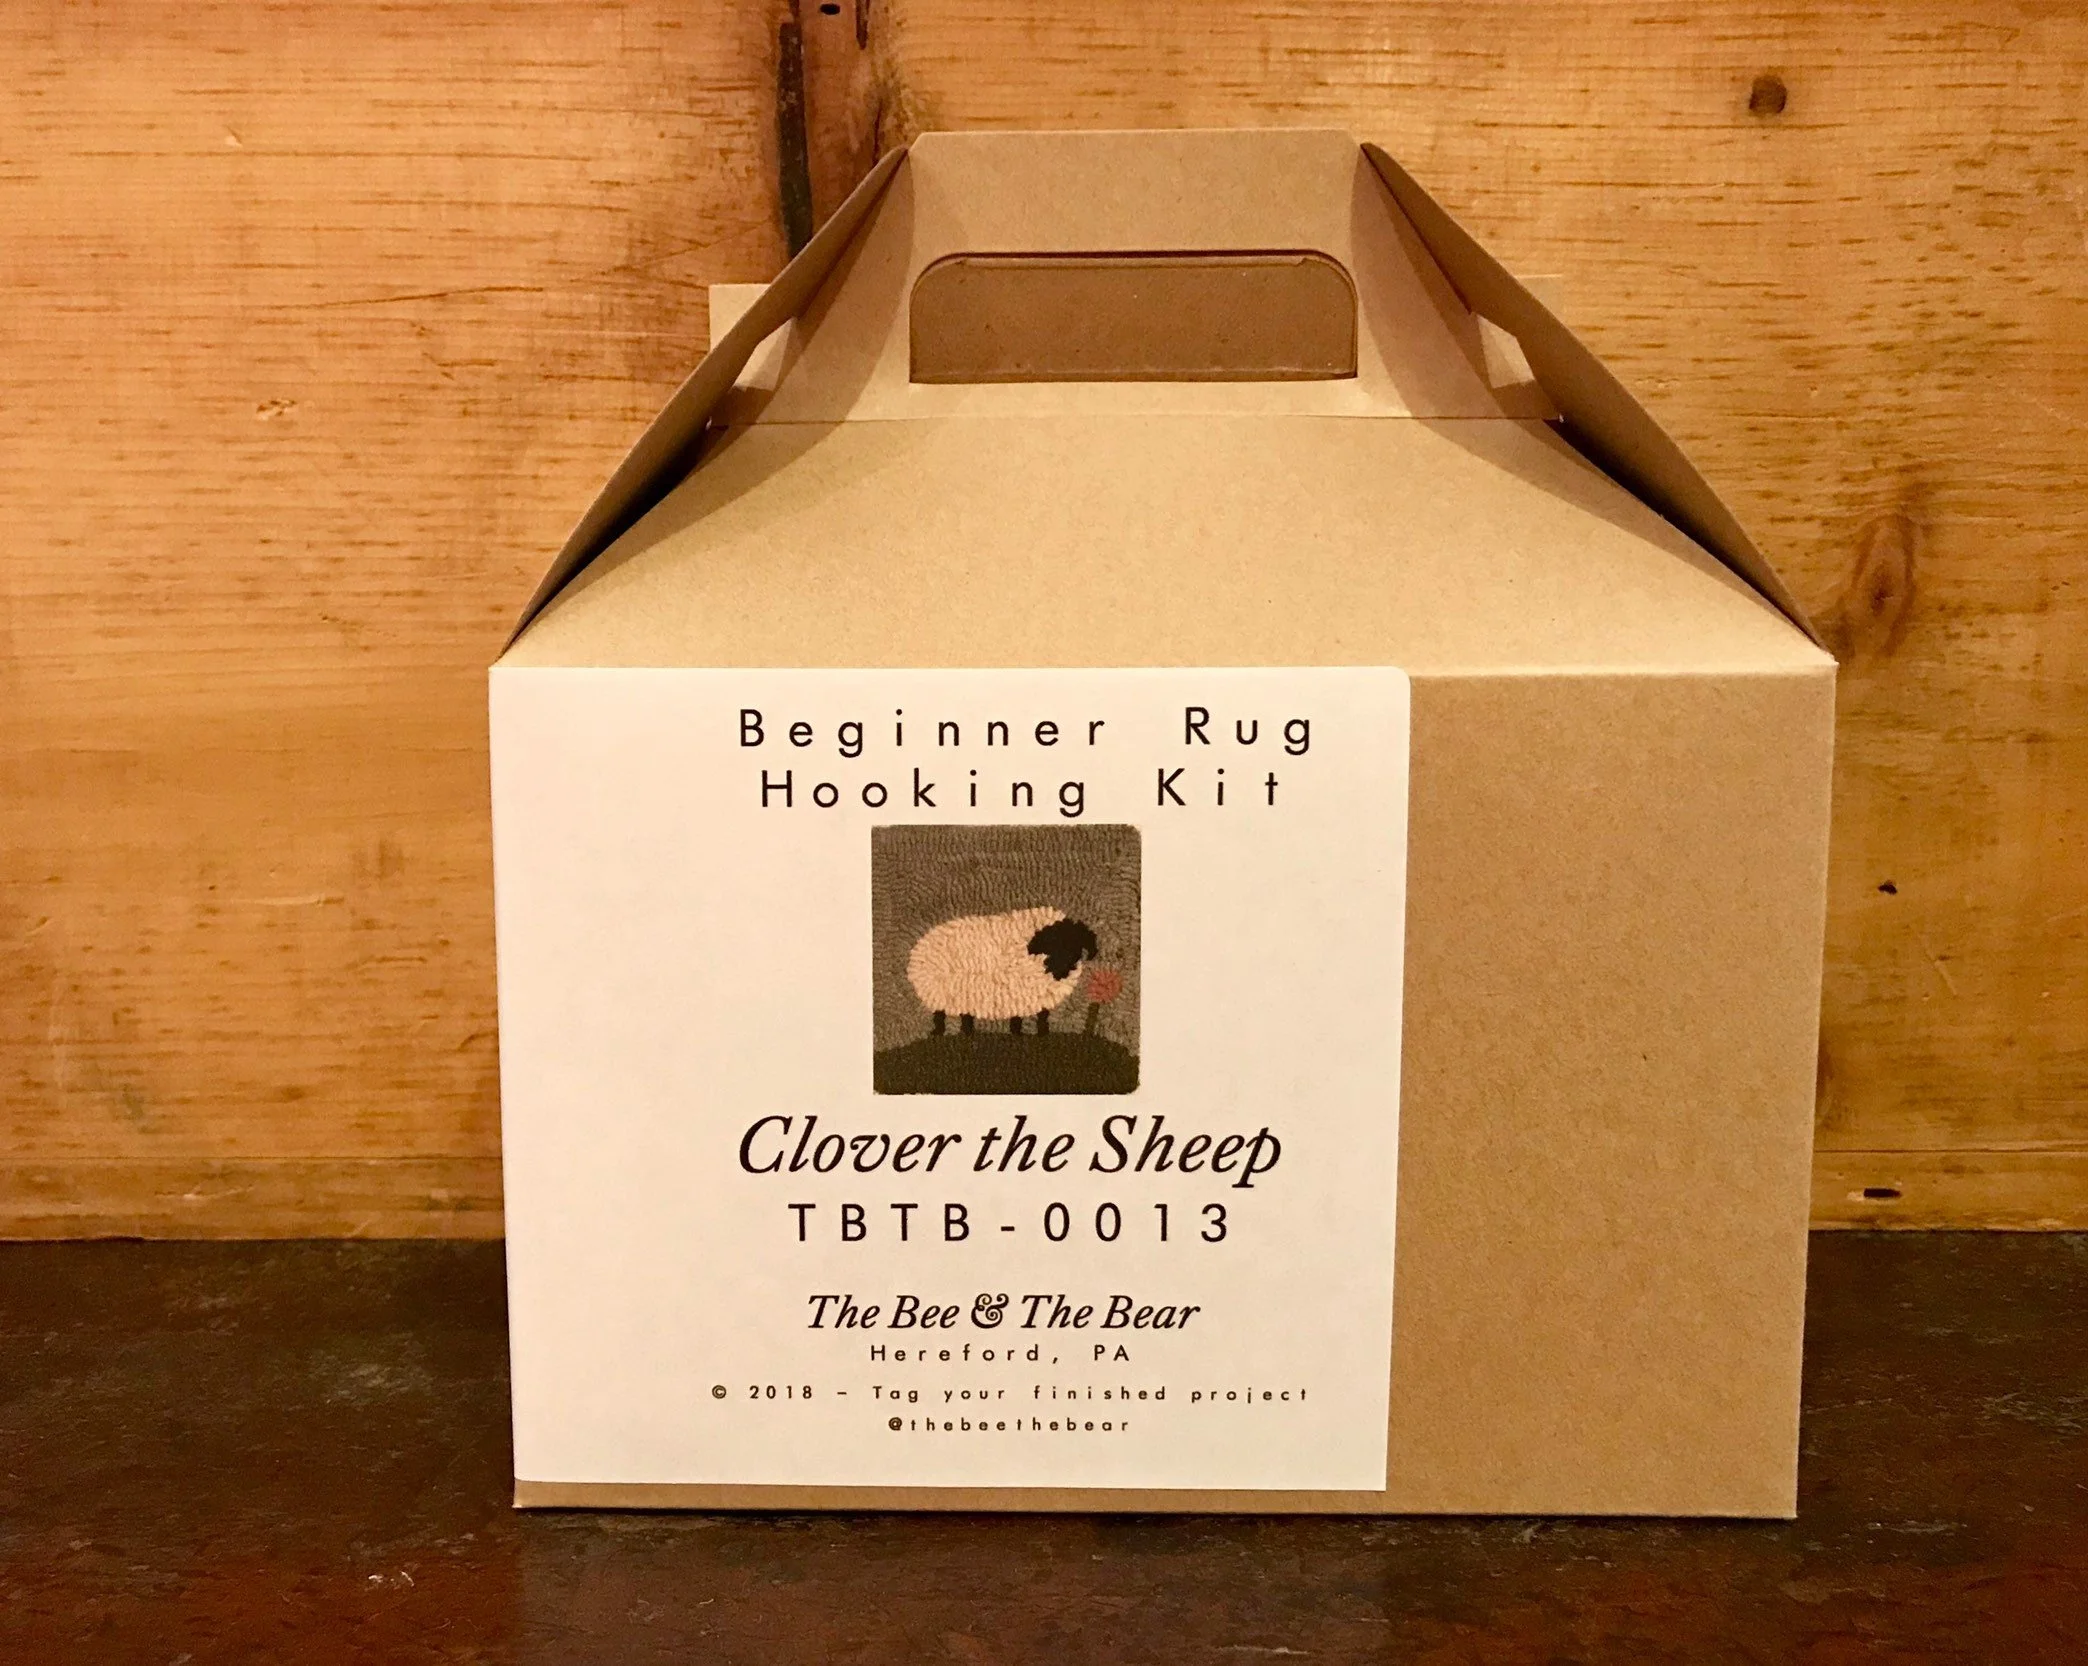 Beginner Rug
Hooking Kit
Clover the Sheep
TBTB-0013
The Bee & The Bear
Hereford, PA
© 2018 – Tag your finished project
@thebeethebear